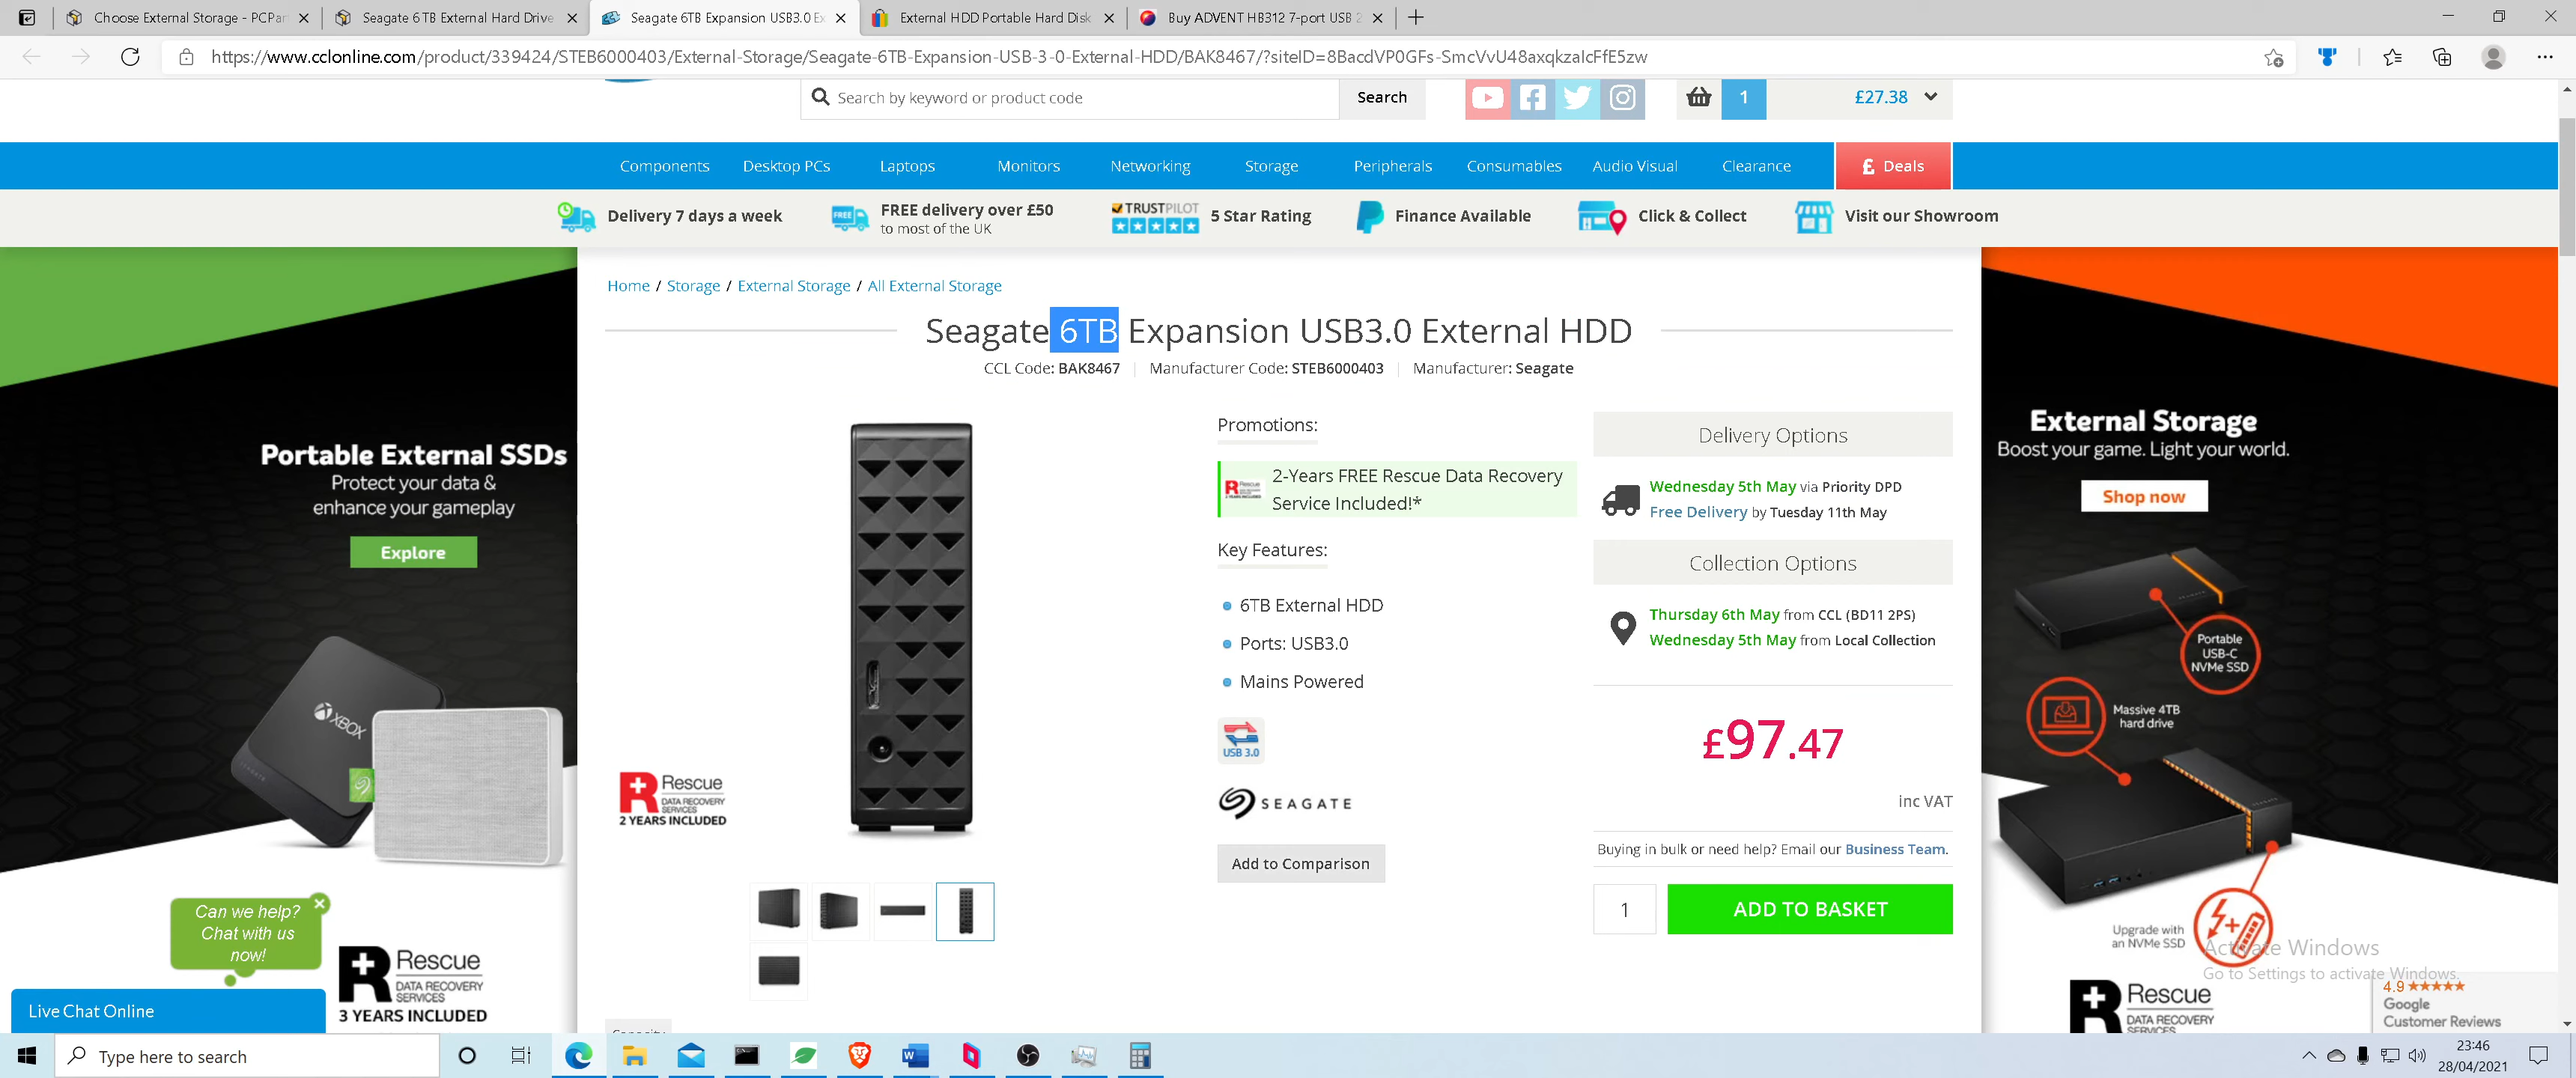 Choose External Storage - PCPar
Seagate 6 TB External Hard Drive
Seagate 6TB Expansion USB3.0 Ex
External HDD Portable Hard Disk
Buy ADVENT HB312 7-port USB 2
https://www.cclonline.com/product/339424/STEB6000403/External-Storage/Seagate-6TB-Expansion-USB-3-0-External-HDD/BAK8467/?siteID=8BacdVP0GFs-SmcVvU48axqkzaIcFfE5zw
Search by keyword or product code
Search
1
£27.38
Components Desktop PCs Laptops Monitors Networking Storage Peripherals Consumables Audio Visual Clearance £ Deals
Delivery 7 days a week
FREE
FREE delivery over £50
to most of the UK
TRUSTPILOT
5 Star Rating
Finance Available
Click & Collect
Visit our Showroom
Home / Storage / External Storage / All External Storage
Seagate 6TB Expansion USB3.0 External HDD
CCL Code: BAK8467 Manufacturer Code: STEB6000403 Manufacturer: Seagate
Portable External SSDs
Protect your data &
enhance your gameplay
Explore
XBOX
Can we help?
Chat with us
now!
Rescue
DATA RECOVERY
SERVICES
3 YEARS INCLUDED
Live Chat Online
Rescue
DATA RECOVERY
SERVICES
2 YEARS INCLUDED
Promotions:
2-Years FREE Rescue Data Recovery
Service Included!*
Key Features:
6TB External HDD
Ports: USB3.0
Mains Powered
USB 3.0
SEAGATE
Add to Comparison
Delivery Options
Wednesday 5th May via Priority DPD
Free Delivery by Tuesday 11th May
Collection Options
Thursday 6th May from CCL (BD11 2PS)
Wednesday 5th May from Local Collection
£97.47
inc VAT
Buying in bulk or need help? Email our Business Team.
1
ADD TO BASKET
External Storage
Boost your game. Light your world.
Shop now
Portable
USB-C
NVMe SSD
Massive 4TB
hard drive
Upgrade with
an NVMe SSD
Activate Windows
Go to Settings to activate Windows.
Rescue
DATA RECOVERY
SERVICES
4.9
Google
Customer Reviews
Capacity
Type here to search
23:46
28/04/2021